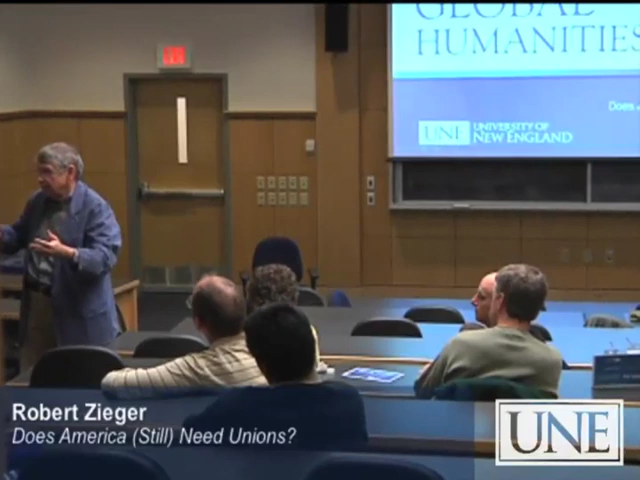 GLOBAL
HUMANITIES
Does
UNE UNIVERSITY OF
NEW ENGLAND
Robert Zieger
Does America (Still) Need Unions?
UNE